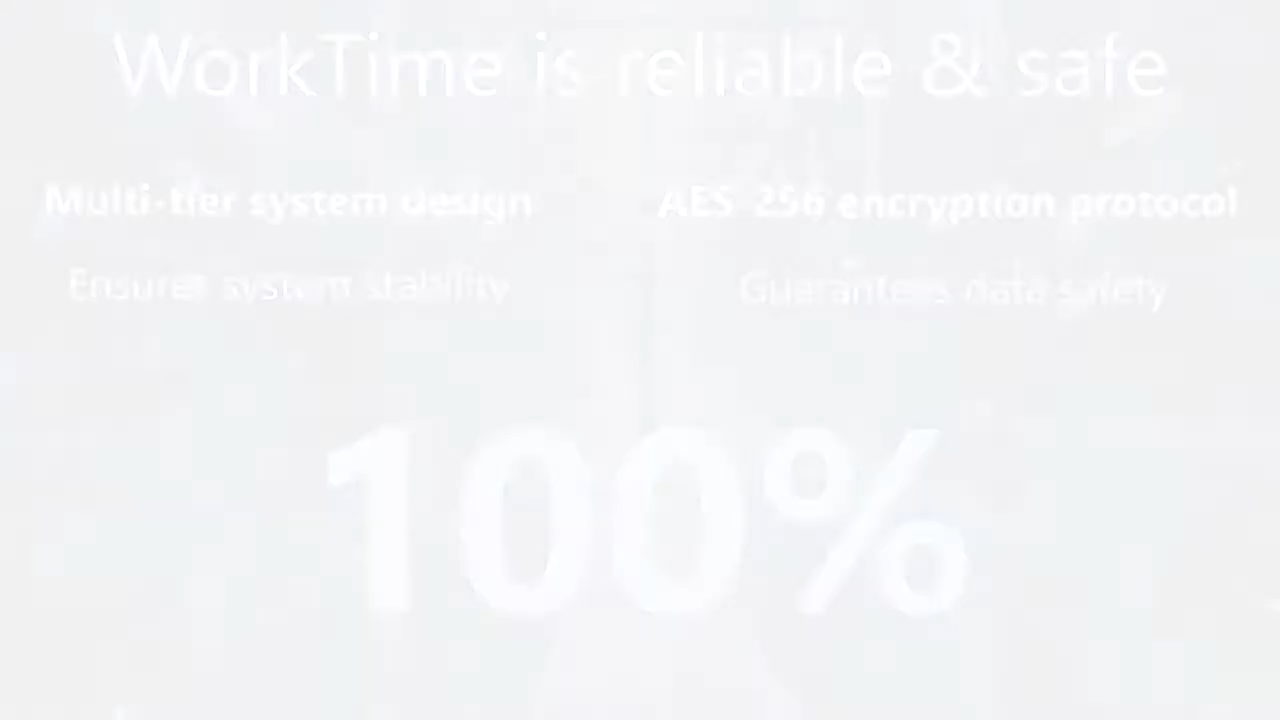 WorkTime is reliable & safe
Multi-tier system design
AES-256 encryption protocol
Ensures system stability
Guarantees data safety
100%